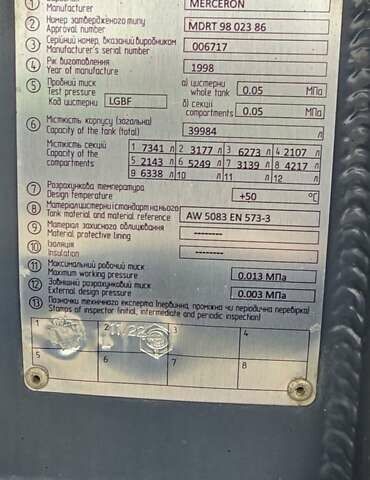 ① Manufacturer MERCERON
② Номер затвердженого типу
Approval number MDRT 98 023 86
③ Серійний номер, вказаний виробником
Manufacturer's serial number 006717
④ Рік виготовлення
Year of manufacture 1998
⑤ Пробний тиск а) цистерни
Test pressure whole tank 0.05 МПа
Код цистерни LGBF б) секцій
compartments 0.05 МПа
⑥ Місткість корпусу (загальна)
Capacity of the tank (total) 39984 л
Місткість секцій 1 7341 л 2 3177 л 3 6273 л 4 2107 л
Capacity of the compartments 5 2143 л 6 5249 л 7 3139 л 8 4217 л
9 6338 л 10 л 11 л 12 л
⑦ Розрахункова температура
Design temperature +50 °C
⑧ Матеріал цистерни і стандарт на нього
Tank material and material reference AW 5083 EN 573-3
⑨ Матеріал захисного облицювання
Material protective lining --------
⑩ Ізоляція
Insulation --------
⑪ Максимальний робочий тиск
Maximum working pressure 0.013 МПа
⑫ Зовнішній розрахунковий тиск
External design pressure 0.003 МПа
⑬ Позначки технічного експерта (первинна, проміжна чи періодична перевірка)
Stamps of inspector (initial, intermediate and periodic inspection)
1 2 11/22 3 4
5 6 7 8